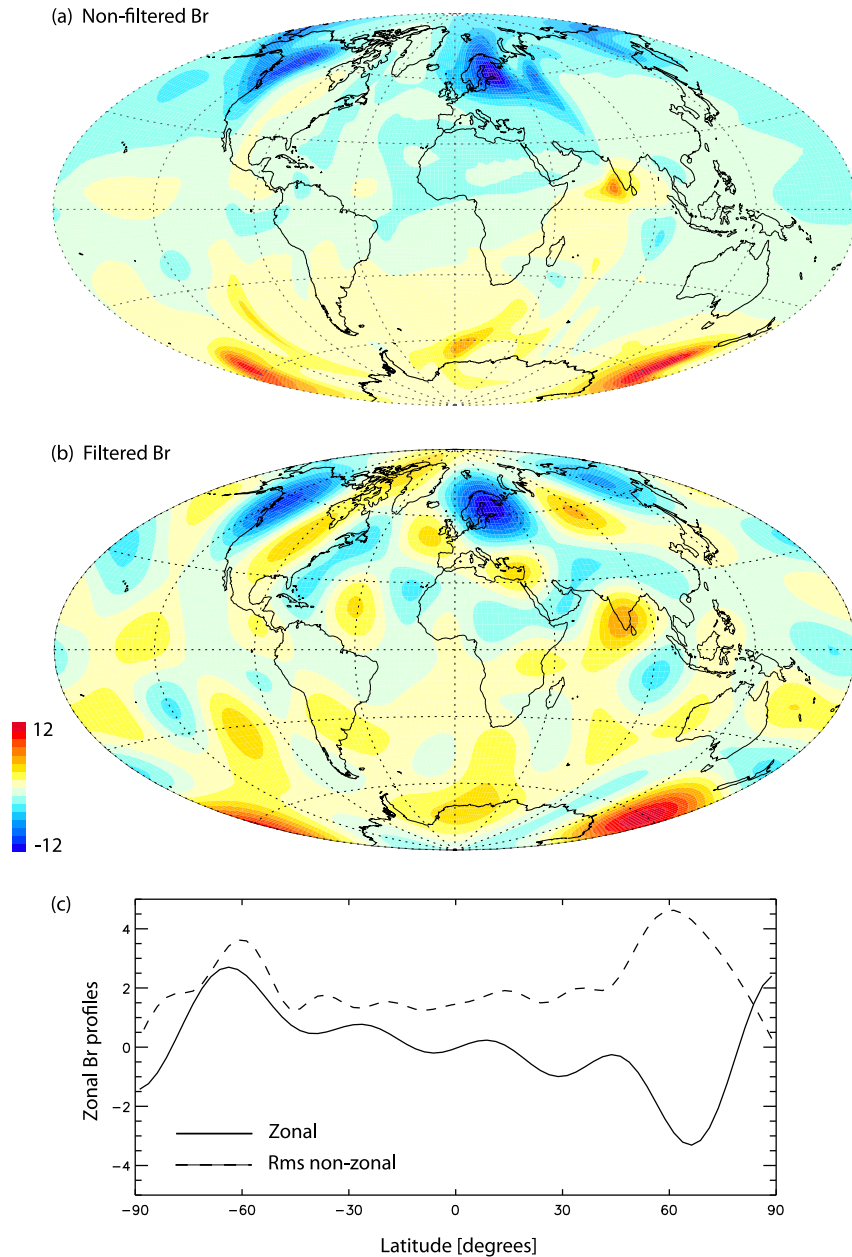 (a) Non-filtered Br
(b) Filtered Br
12
-12
(c)
Zonal Br profiles
4
2
0
-2
-4
Zonal
Rms non-zonal
-90
-60
-30
0
30
60
90
Latitude [degrees]